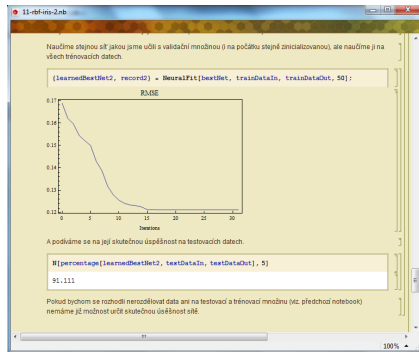 11-rbf-iris-2.nb
Naučíme stejnou síť jakou jsme učili s validační množinou (i na počátku stejně zinicializovanou), ale naučíme ji na
všech trénovacích datech.
{learnedBestNet2, record2} = NeuralFit[bestNet, trainDataIn, trainDataOut, 50];
RMSE
0.17
0.16
0.15
0.14
0.13
0.12
0 5 10 15 20 25 30
Iterations
A podíváme se na její skutečnou úspěšnost na testovacích datech.
N[percentage[learnedBestNet2, testDataIn, testDataOut], 5]
91.111
Pokud bychom se rozhodli nerozdělovat data ani na testovací a trénovací množinu (viz. předchozí notebook)
nemáme již možnost určit skutečnou úspěšnost sítě.
100%